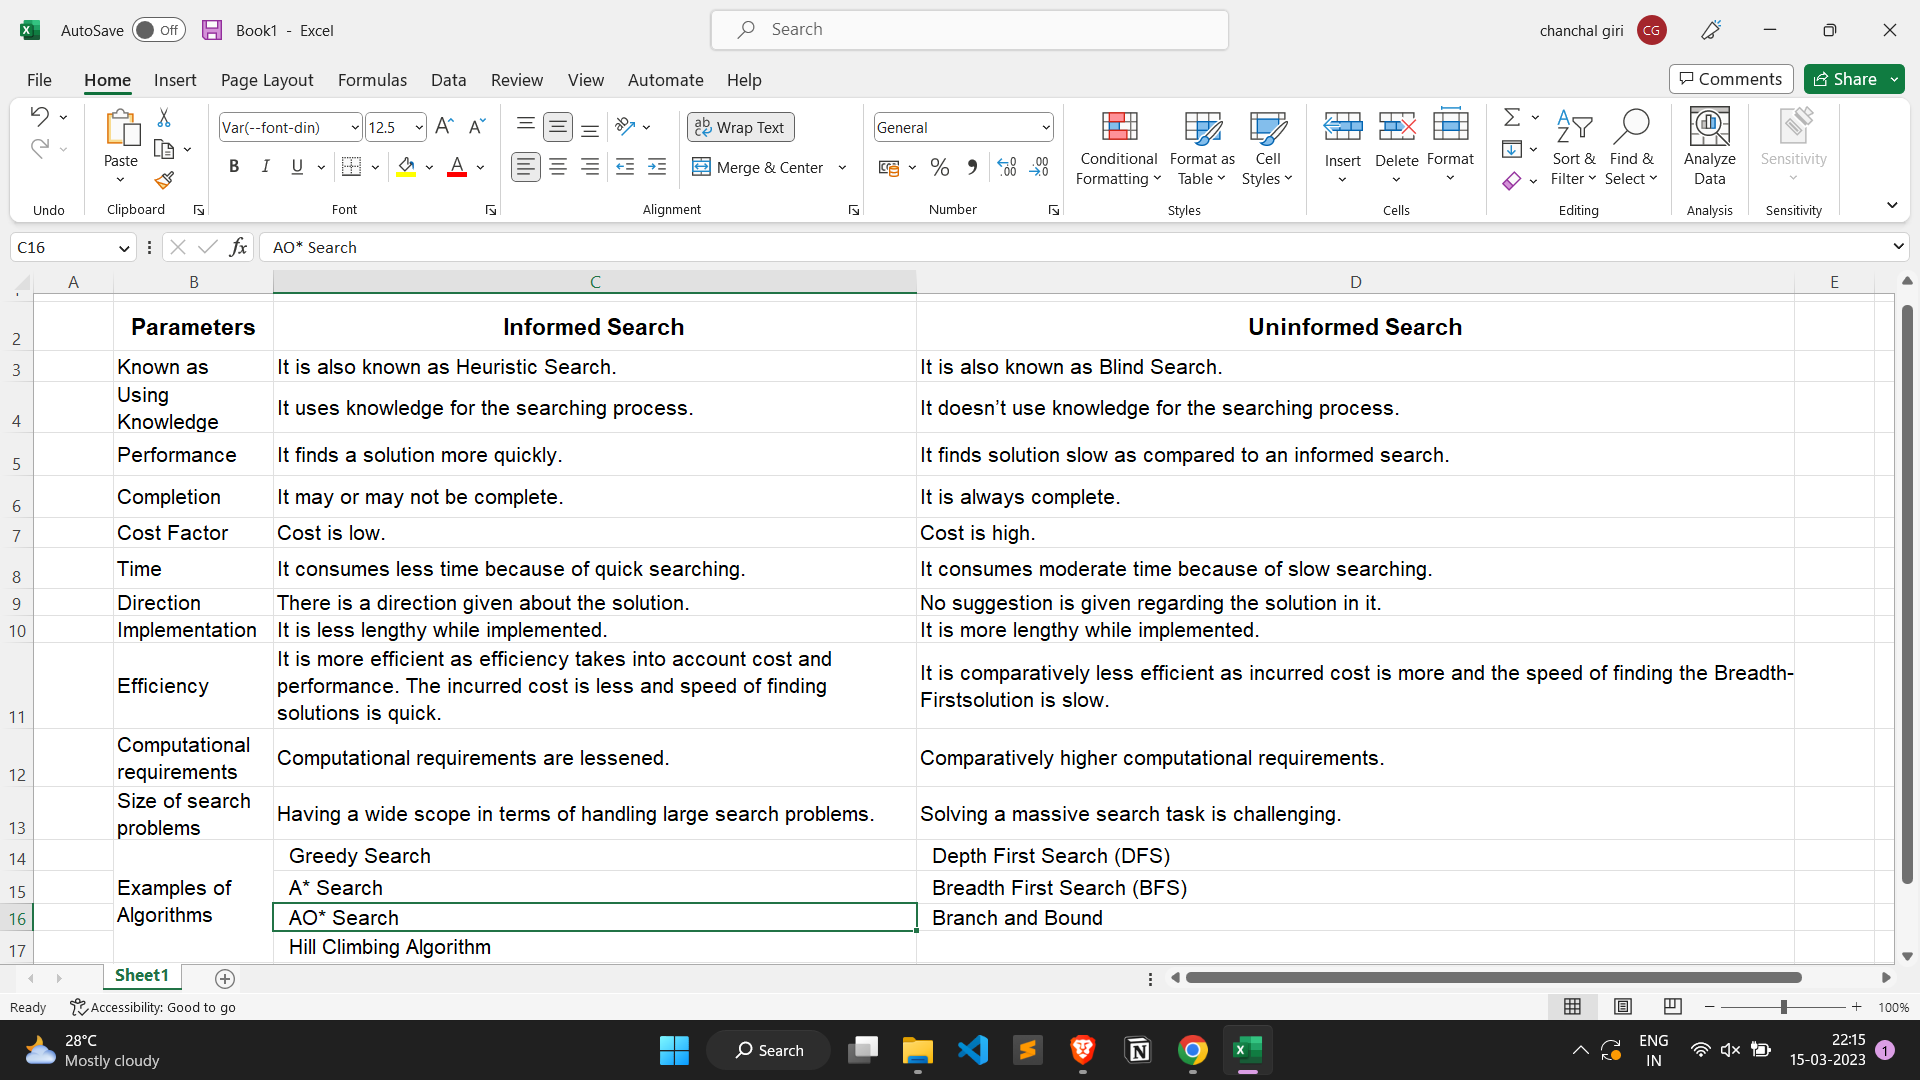 AutoSave Off Book1 - Excel Search chanchal giri CG
File Home Insert Page Layout Formulas Data Review View Automate Help Comments Share
Var(--font-din) 12.5 Wrap Text General
Paste B I U Merge & Center % Conditional Formatting Format as Table Cell Styles Insert Delete Format Sort & Filter Find & Select Analyze Data Sensitivity
Undo Clipboard Font Alignment Number Styles Cells Editing Analysis Sensitivity
C16 fx AO* Search
A B C D E
2 Parameters Informed Search Uninformed Search
3 Known as It is also known as Heuristic Search. It is also known as Blind Search.
Using
4 Knowledge It uses knowledge for the searching process. It doesn’t use knowledge for the searching process.
5 Performance It finds a solution more quickly. It finds solution slow as compared to an informed search.
6 Completion It may or may not be complete. It is always complete.
7 Cost Factor Cost is low. Cost is high.
8 Time It consumes less time because of quick searching. It consumes moderate time because of slow searching.
9 Direction There is a direction given about the solution. No suggestion is given regarding the solution in it.
10 Implementation It is less lengthy while implemented. It is more lengthy while implemented.
11 Efficiency
It is more efficient as efficiency takes into account cost and
performance. The incurred cost is less and speed of finding
solutions is quick.
It is comparatively less efficient as incurred cost is more and the speed of finding the Breadth-
Firstsolution is slow.
Computational
12 requirements Computational requirements are lessened. Comparatively higher computational requirements.
Size of search
13 problems Having a wide scope in terms of handling large search problems. Solving a massive search task is challenging.
14 Greedy Search Depth First Search (DFS)
15 Examples of A* Search Breadth First Search (BFS)
16 Algorithms AO* Search Branch and Bound
17 Hill Climbing Algorithm
Sheet1
Ready Accessibility: Good to go 100%
28°C
Mostly cloudy
Search
ENG
IN
22:15
15-03-2023
1